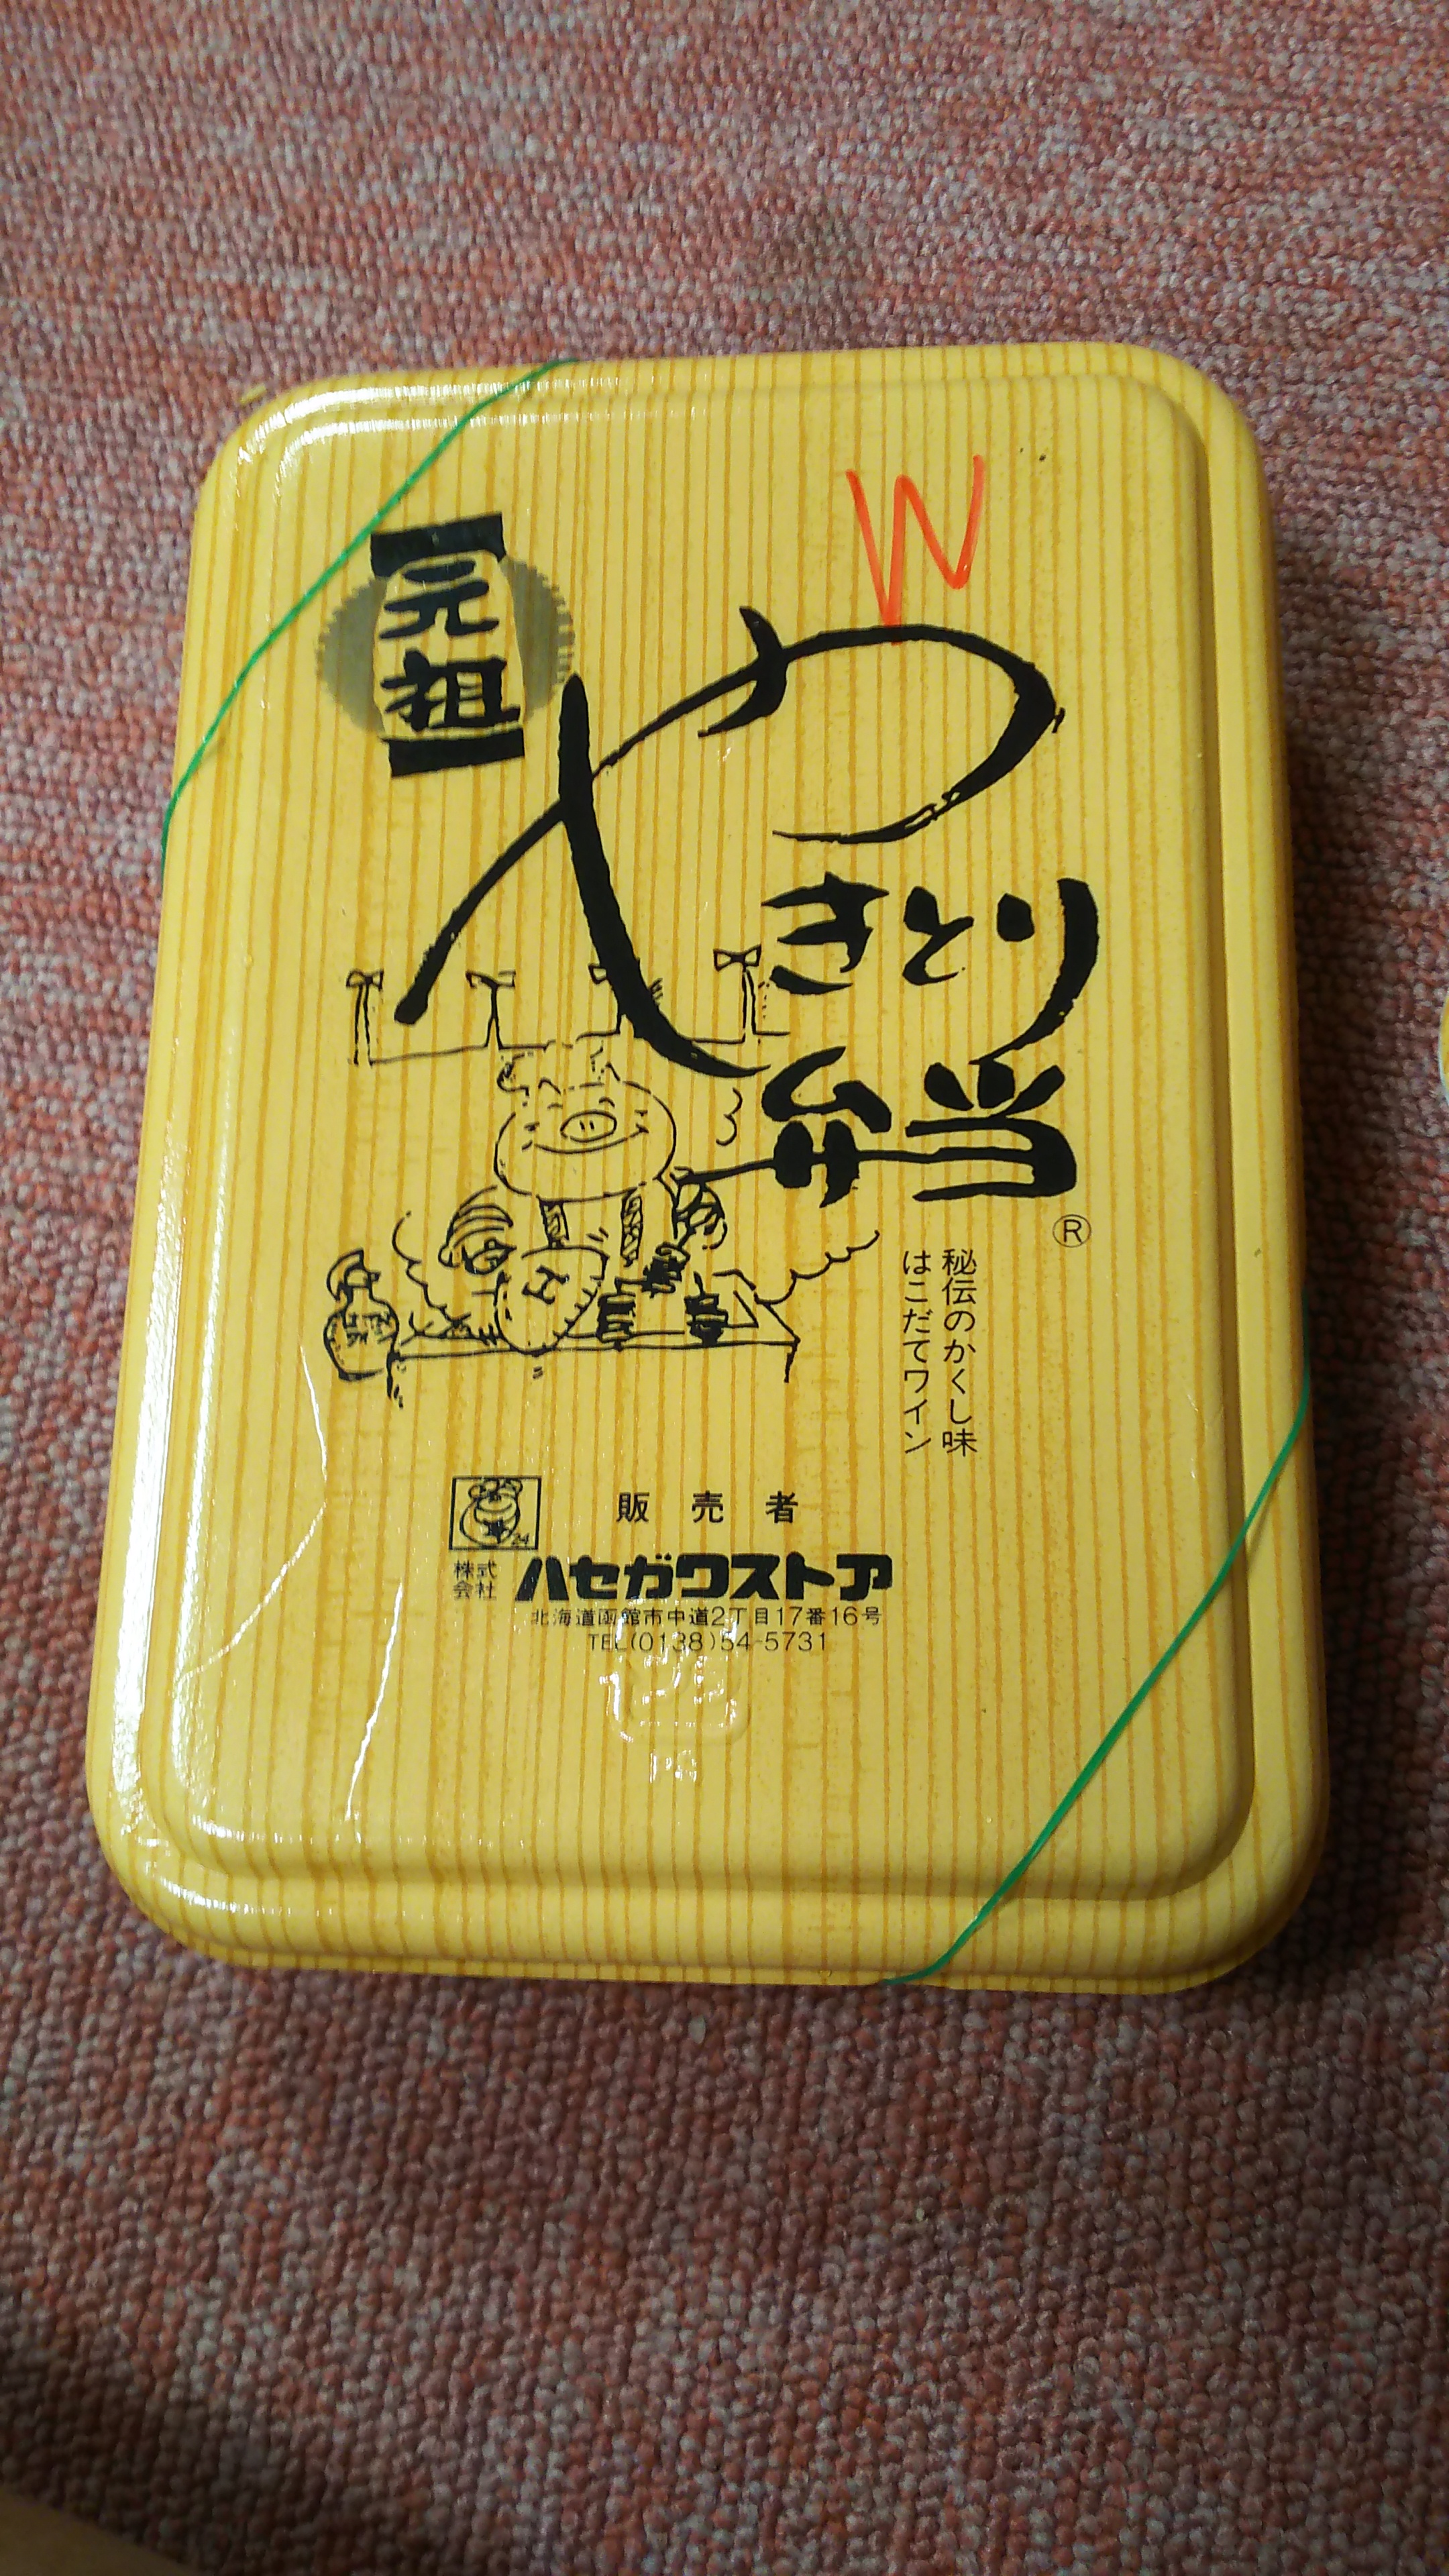 W
元祖
やきとり
弁当
®
秘伝のかくし味
はこだてワイン
販売者
株式会社 ハセガワストア
北海道函館市中道2丁目17番16号
TEL(0138)54-5731